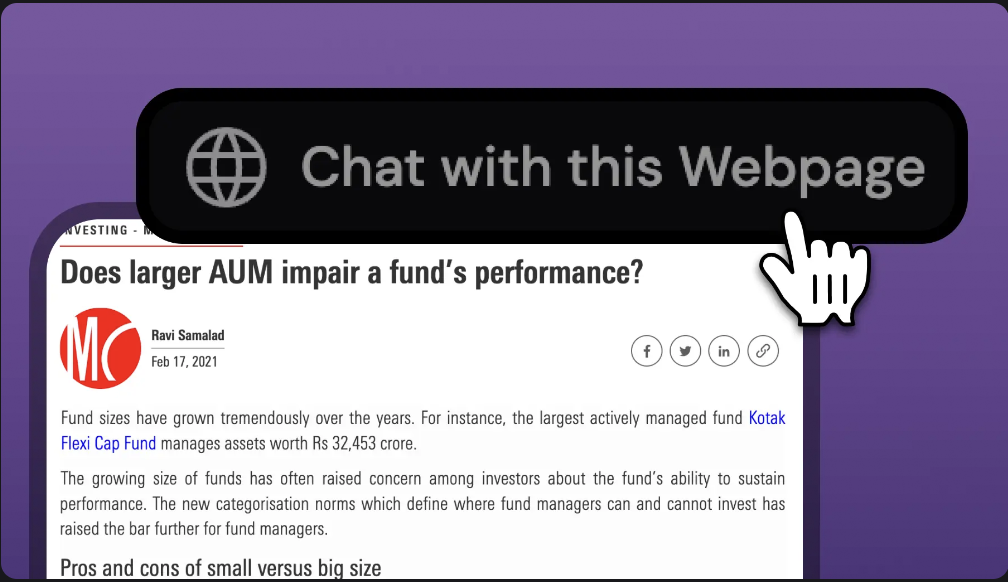 Chat with this Webpage
INVESTING - M
Does larger AUM impair a fund's performance?
MC
Ravi Samalad
Feb 17, 2021
f
in
Fund sizes have grown tremendously over the years. For instance, the largest actively managed fund Kotak
Flexi Cap Fund manages assets worth Rs 32,453 crore.
The growing size of funds has often raised concern among investors about the fund's ability to sustain
performance. The new categorisation norms which define where fund managers can and cannot invest has
raised the bar further for fund managers.
Pros and cons of small versus big size